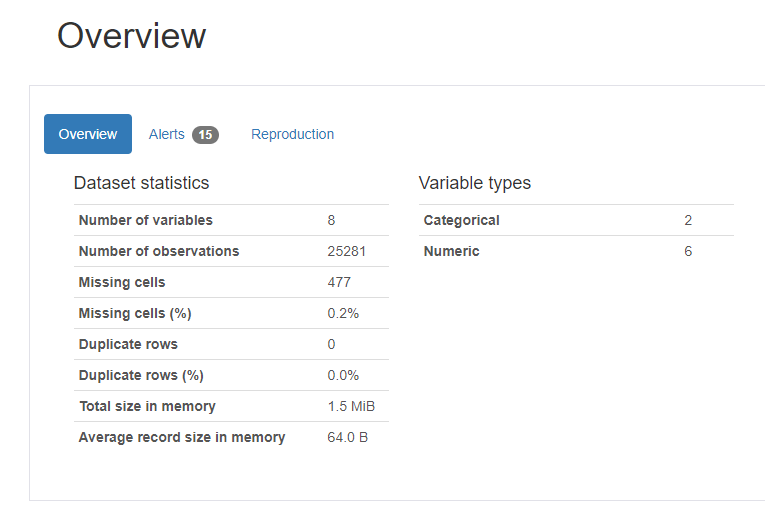 Overview
Overview Alerts 15 Reproduction
Dataset statistics
Number of variables 8
Number of observations 25281
Missing cells 477
Missing cells (%) 0.2%
Duplicate rows 0
Duplicate rows (%) 0.0%
Total size in memory 1.5 MiB
Average record size in memory 64.0 B
Variable types
Categorical 2
Numeric 6